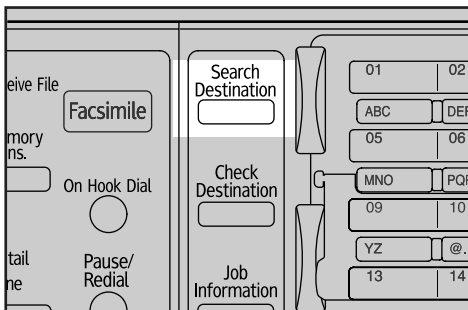 eive File
Facsimile
mory
ns.
On Hook Dial
tail
ne
Pause/
Redial
Search
Destination
Check
Destination
Job
Information
01
02
ABC
DEF
05
06
MNO
PQR
09
10
YZ
@.
13
14